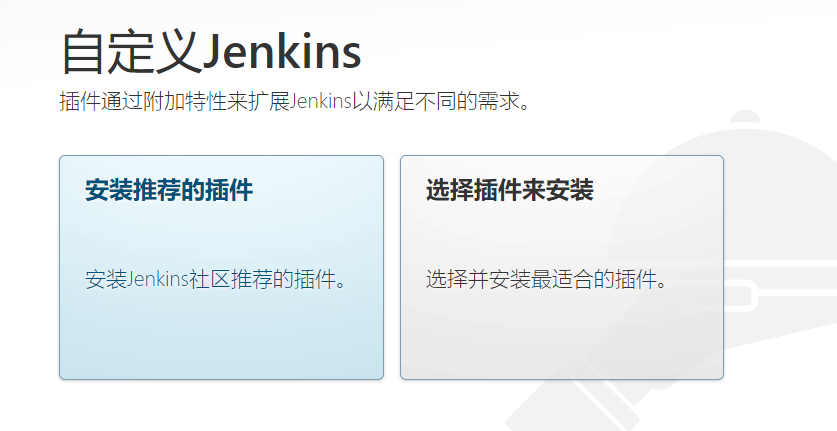 自定义Jenkins
插件通过附加特性来扩展Jenkins以满足不同的需求。
安装推荐的插件
安装Jenkins社区推荐的插件。
选择插件来安装
选择并安装最适合的插件。